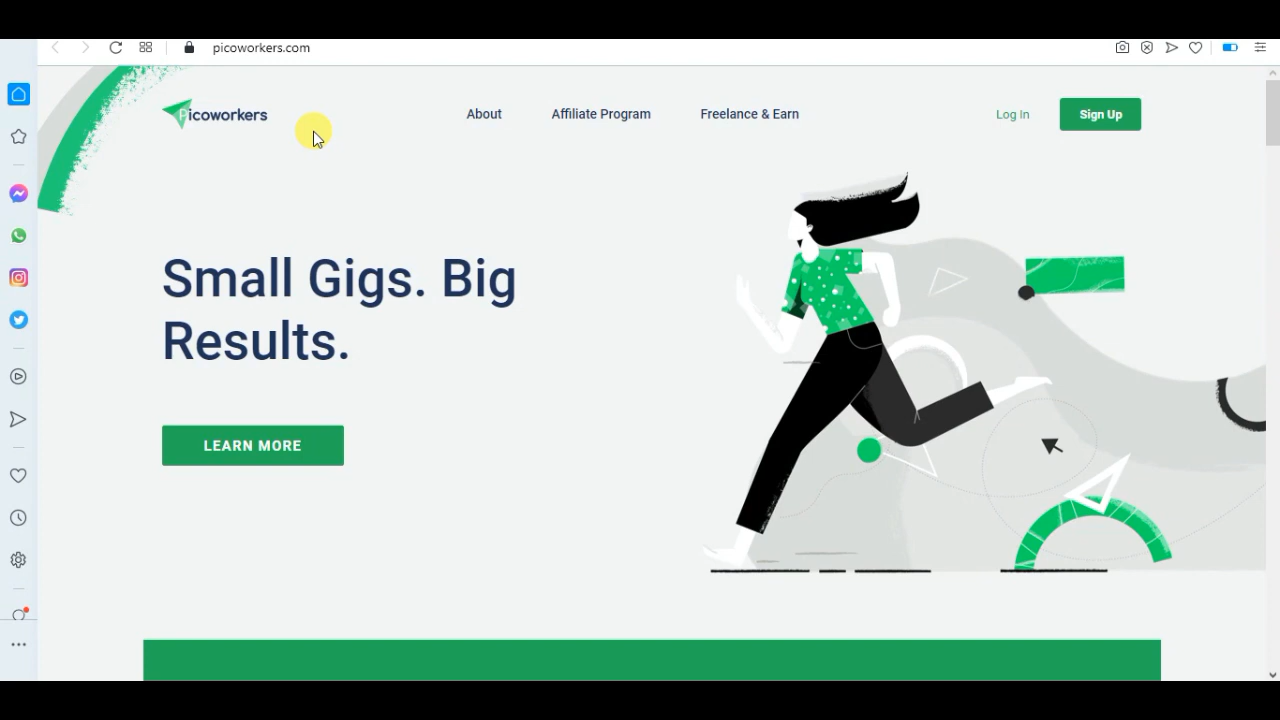 picoworkers.com
Picoworkers
About
Affiliate Program
Freelance & Earn
Log In
Sign Up
Small Gigs. Big
Results.
LEARN MORE